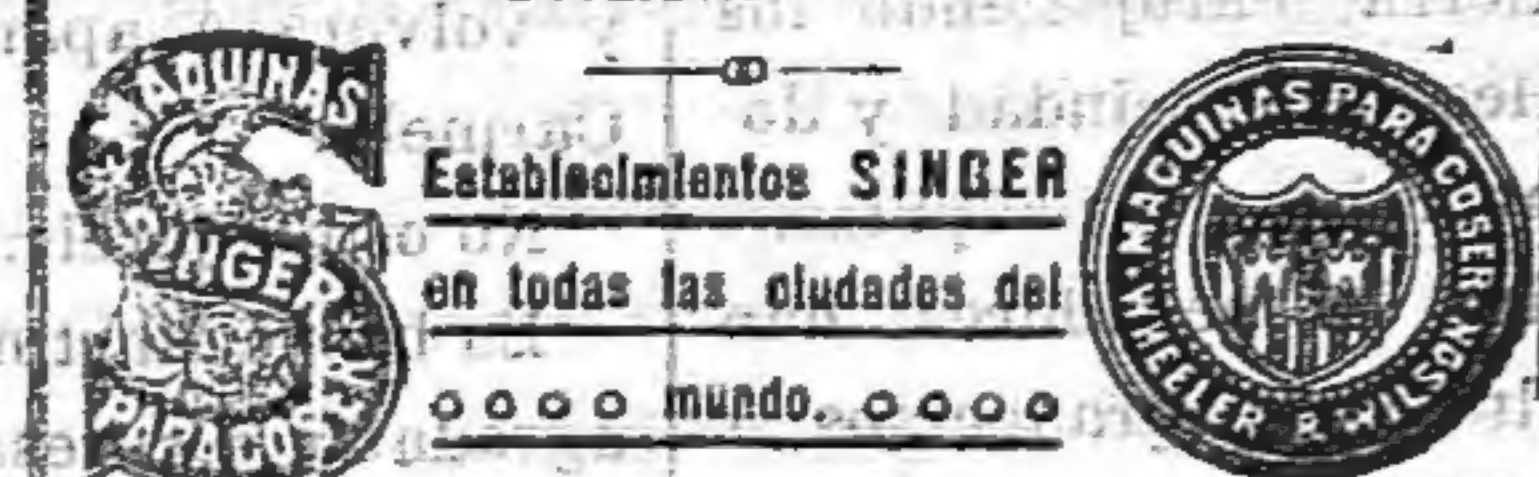 MAQUINAS
SINGER
PARA COSER
Establecimientos SINGER
en todas las ciudades del
mundo.
MAQUINAS PARA COSER
WHEELER & WILSON